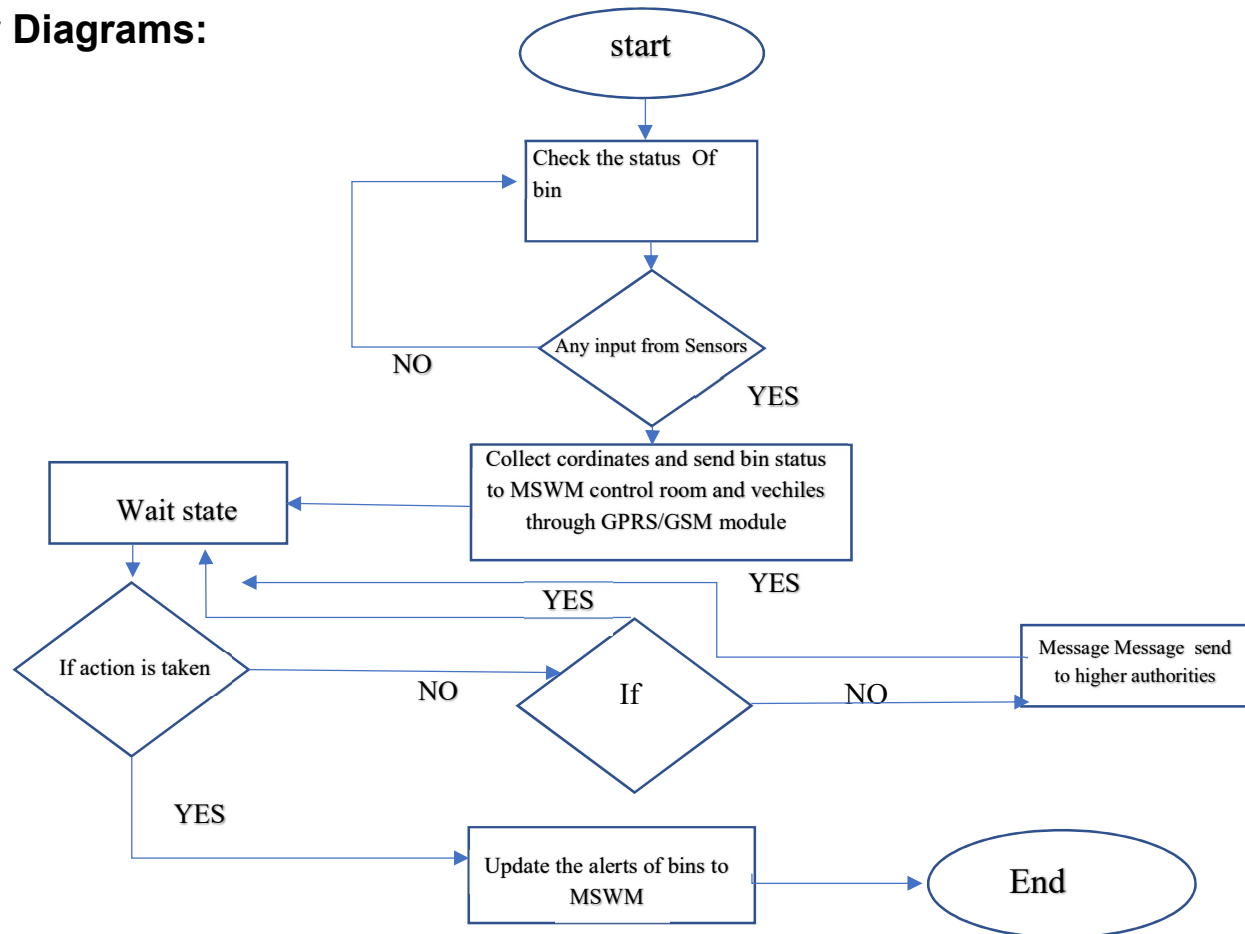 Diagrams:
start
Check the status Of
bin
Any input from Sensors
NO
YES
Collect cordinates and send bin status
to MSWM control room and vechiles
through GPRS/GSM module
Wait state
YES
YES
If action is taken
NO
If
NO
Message Message send
to higher authorities
YES
Update the alerts of bins to
MSWM
End